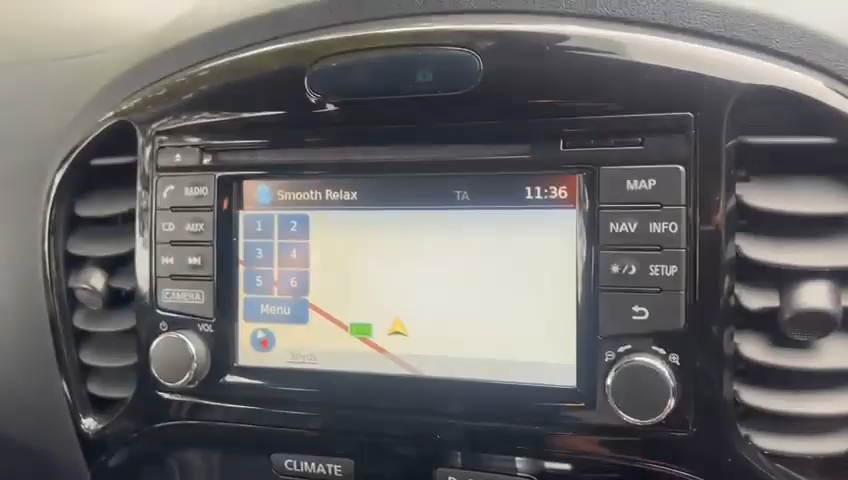 Smooth Relax TA 11:36
1 2
3 4
5 6
Menu
RADIO
CD AUX
CAMERA
VOL
MAP
NAV INFO
SETUP
CLIMATE